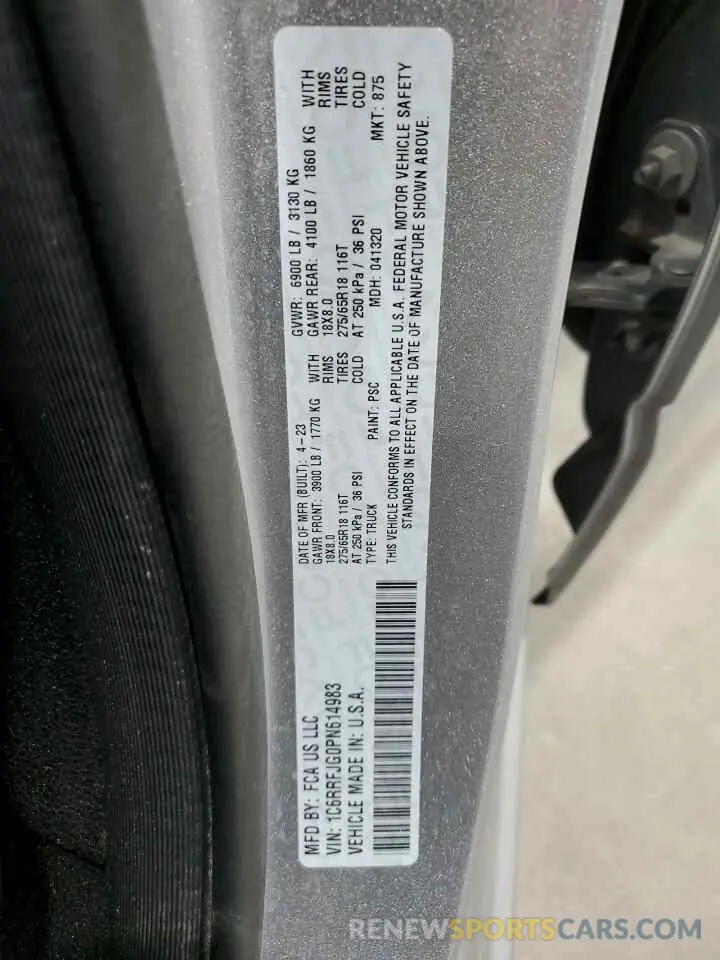 MFD BY: FCA US LLC
VIN: 1C6RRFJG0PN614983
VEHICLE MADE IN: U.S.A.
DATE OF MFR (BUILT): 4-23
GAWR FRONT: 3900 LB / 1770 KG WITH
18X8.0 RIMS
275/65R18 116T TIRES
AT 250 kPa / 36 PSI COLD
TYPE: TRUCK PAINT: PSC
GVWR: 6900 LB / 3130 KG
GAWR REAR: 4100 LB / 1860 KG WITH
18X8.0 RIMS
275/65R18 116T TIRES
AT 250 kPa / 36 PSI COLD
MDH: 041320 MKT: 875
THIS VEHICLE CONFORMS TO ALL APPLICABLE U.S.A. FEDERAL MOTOR VEHICLE SAFETY
STANDARDS IN EFFECT ON THE DATE OF MANUFACTURE SHOWN ABOVE.
RENEWSPORTSCARS.COM